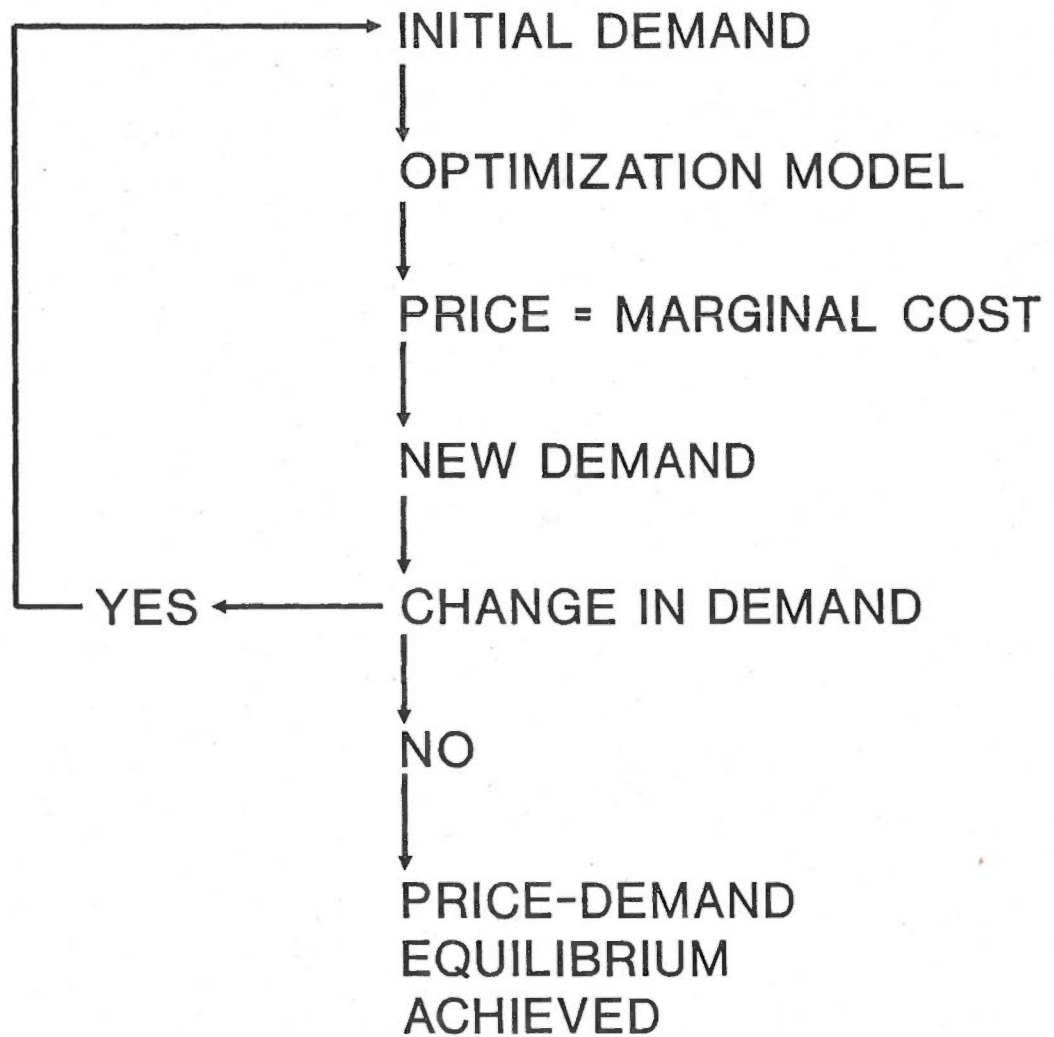 INITIAL DEMAND
OPTIMIZATION MODEL
PRICE = MARGINAL COST
NEW DEMAND
YES
CHANGE IN DEMAND
NO
PRICE-DEMAND
EQUILIBRIUM
ACHIEVED